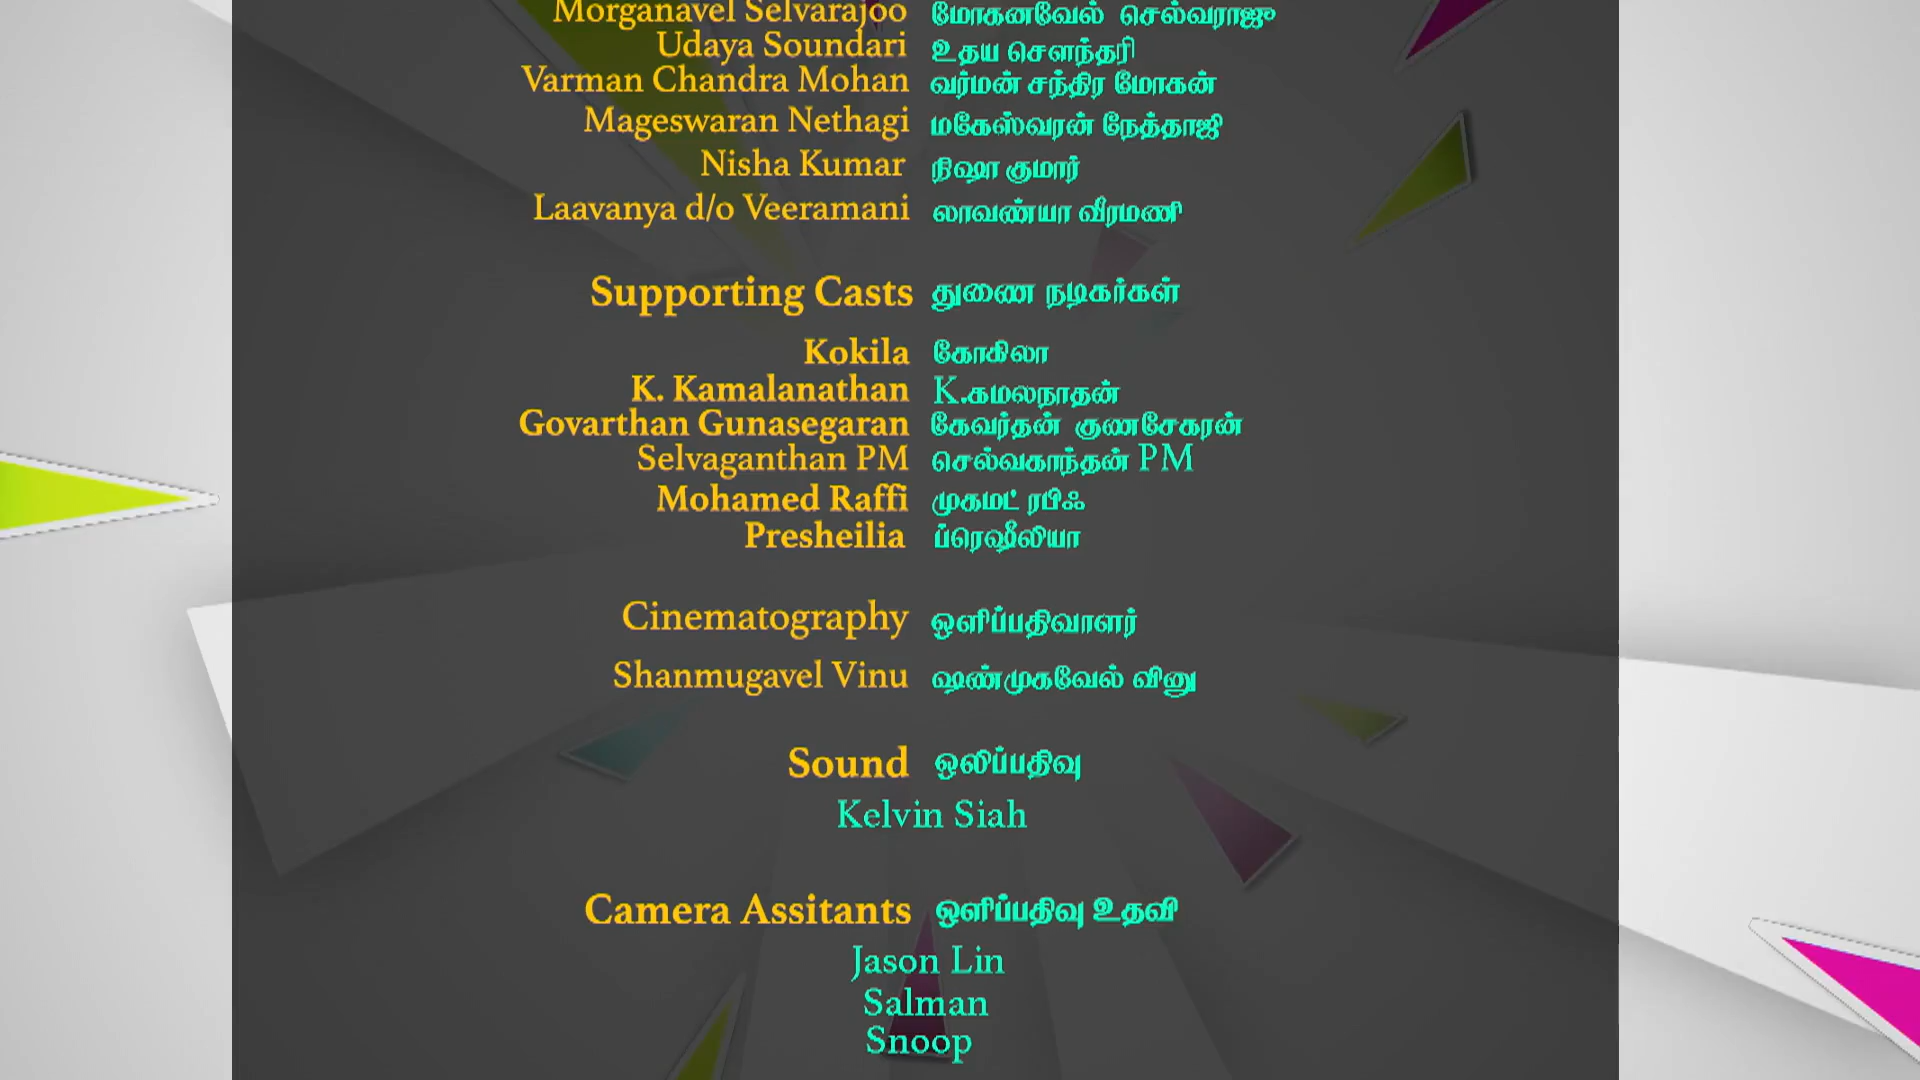 Morganavel Selvarajoo மோகனவேல் செல்வராஜு
Udaya Soundari உதய சௌந்தரி
Varman Chandra Mohan வர்மன் சந்திர மோகன்
Mageswaran Nethagi மகேஸ்வரன் நேத்தாஜி
Nisha Kumar நிஷா குமார்
Laavanya d/o Veeramani லாவண்யா வீரமணி
Supporting Casts துணை நடிகர்கள்
Kokila கோகிலா
K. Kamalanathan K.கமலநாதன்
Govarthan Gunasegaran கேவர்தன் குணசேகரன்
Selvaganthan PM செல்வகாந்தன் PM
Mohamed Raffi முகமட் ரபிஃ
Presheilia ப்ரெஷீலியா
Cinematography ஒளிப்பதிவாளர்
Shanmugavel Vinu ஷண்முகவேல் வினு
Sound ஒலிப்பதிவு
Kelvin Siah
Camera Assitants ஒளிப்பதிவு உதவி
Jason Lin
Salman
Snoop